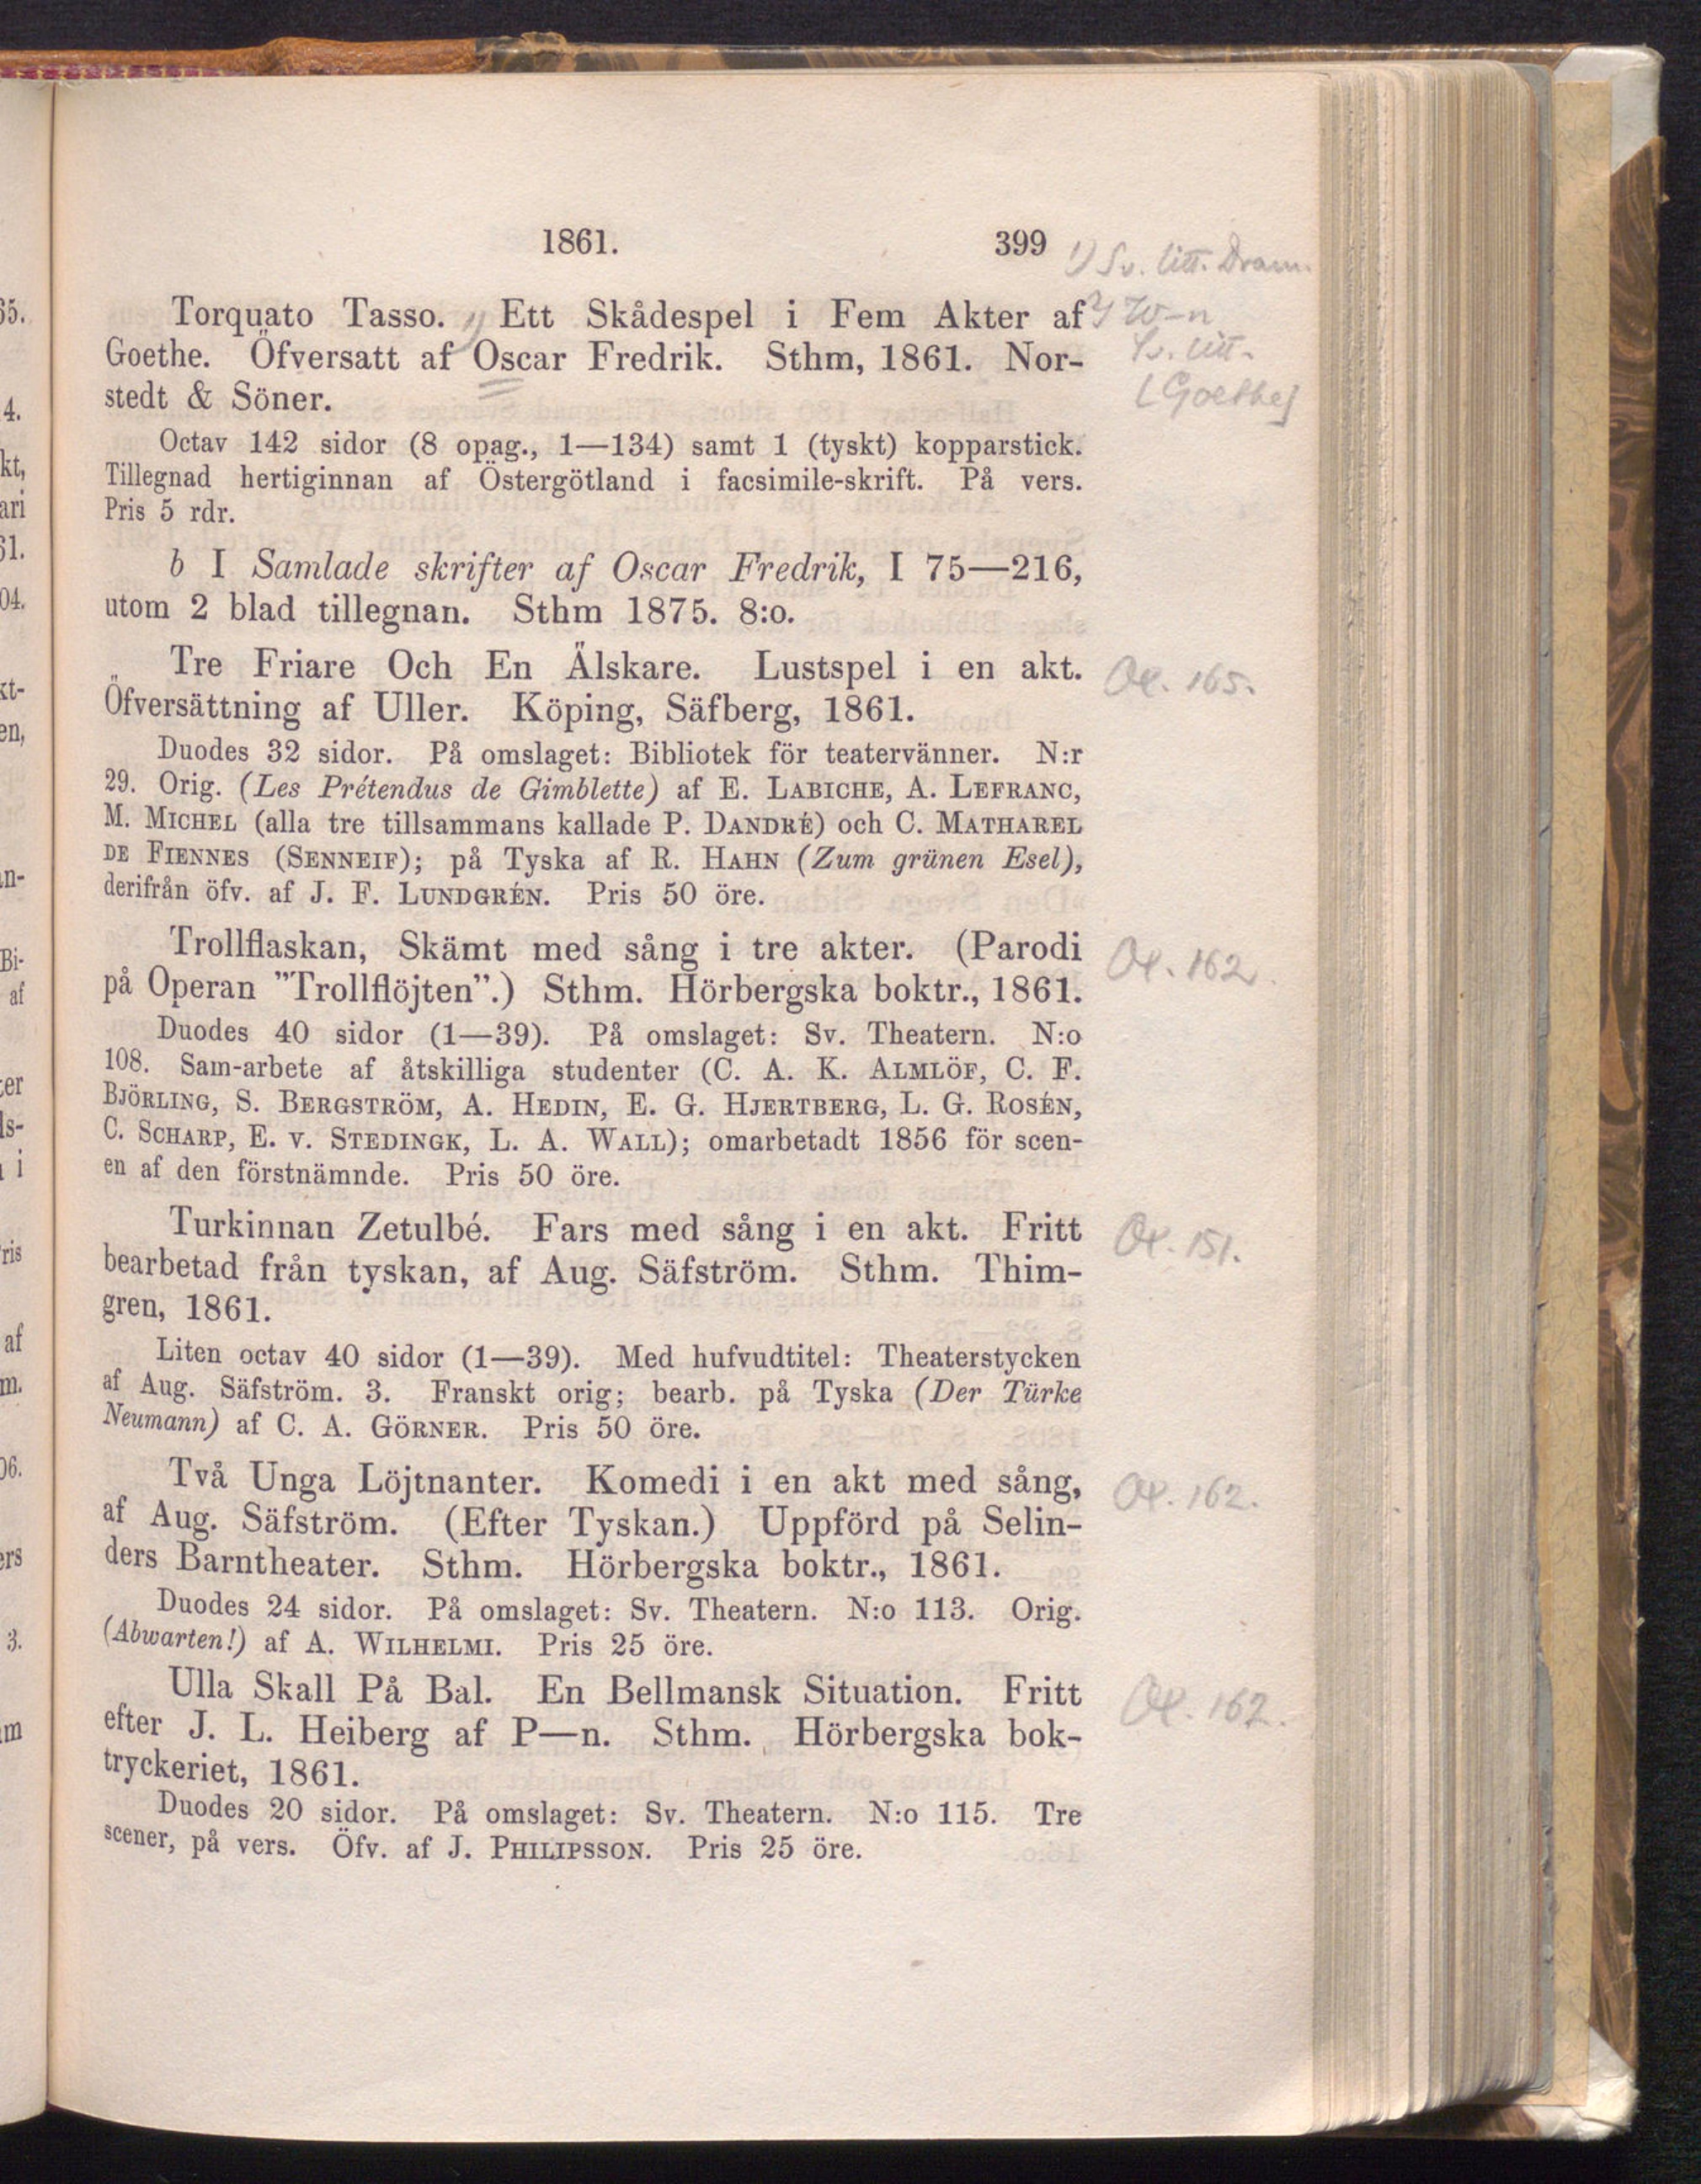 1861. 399
1) Sv. litt. Dram.
Torquato Tasso. Ett Skådespel i Fem Akter af
2) W-n
Goethe. Öfversatt af Oscar Fredrik. Sthm, 1861. Nor-
Sv. litt.
stedt & Söner.
(Goethe)
Octav 142 sidor (8 opag., 1—134) samt 1 (tyskt) kopparstick.
Tillegnad hertiginnan af Östergötland i facsimile-skrift. På vers.
Pris 5 rdr.
b I Samlade skrifter af Oscar Fredrik, I 75—216,
utom 2 blad tillegnan. Sthm 1875. 8:o.
Tre Friare Och En Älskare. Lustspel i en akt.
165.
Öfversättning af Uller. Köping, Säfberg, 1861.
Duodes 32 sidor. På omslaget: Bibliotek för teatervänner. N:r
29. Orig. (Les Prétendus de Gimblette) af E. LABICHE, A. LEFRANC,
M. MICHEL (alla tre tillsammans kallade P. DANDRÉ) och C. MATHAREL
DE FIENNES (SENNEIF); på Tyska af R. HAHN (Zum grünen Esel),
derifrån öfv. af J. F. LUNDGRÉN. Pris 50 öre.
Trollflaskan, Skämt med sång i tre akter. (Parodi
162
på Operan "Trollflöjten".) Sthm. Hörbergska boktr., 1861.
Duodes 40 sidor (1—39). På omslaget: Sv. Theatern. N:o
108. Sam-arbete af åtskilliga studenter (C. A. K. ALMLÖF, C. F.
BJÖRLING, S. BERGSTRÖM, A. HEDIN, E. G. HJERTBERG, L. G. ROSÉN,
C. SCHARP, E. V. STEDINGK, L. A. WALL); omarbetadt 1856 för scen-
en af den förstnämnde. Pris 50 öre.
Turkinnan Zetulbé. Fars med sång i en akt. Fritt
151.
bearbetad från tyskan, af Aug. Säfström. Sthm. Thim-
gren, 1861.
Liten octav 40 sidor (1—39). Med hufvudtitel: Theaterstycken
af Aug. Säfström. 3. Franskt orig; bearb. på Tyska (Der Türke
Neumann) af C. A. GÖRNER. Pris 50 öre.
Två Unga Löjtnanter. Komedi i en akt med sång,
162.
af Aug. Säfström. (Efter Tyskan.) Uppförd på Selin-
ders Barntheater. Sthm. Hörbergska boktr., 1861.
Duodes 24 sidor. På omslaget: Sv. Theatern. N:o 113. Orig.
(Abwarten!) af A. WILHELMI. Pris 25 öre.
Ulla Skall På Bal. En Bellmansk Situation. Fritt
162.
efter J. L. Heiberg af P—n. Sthm. Hörbergska bok-
tryckeriet, 1861.
Duodes 20 sidor. På omslaget: Sv. Theatern. N:o 115. Tre
scener, på vers. Öfv. af J. PHILIPSSON. Pris 25 öre.